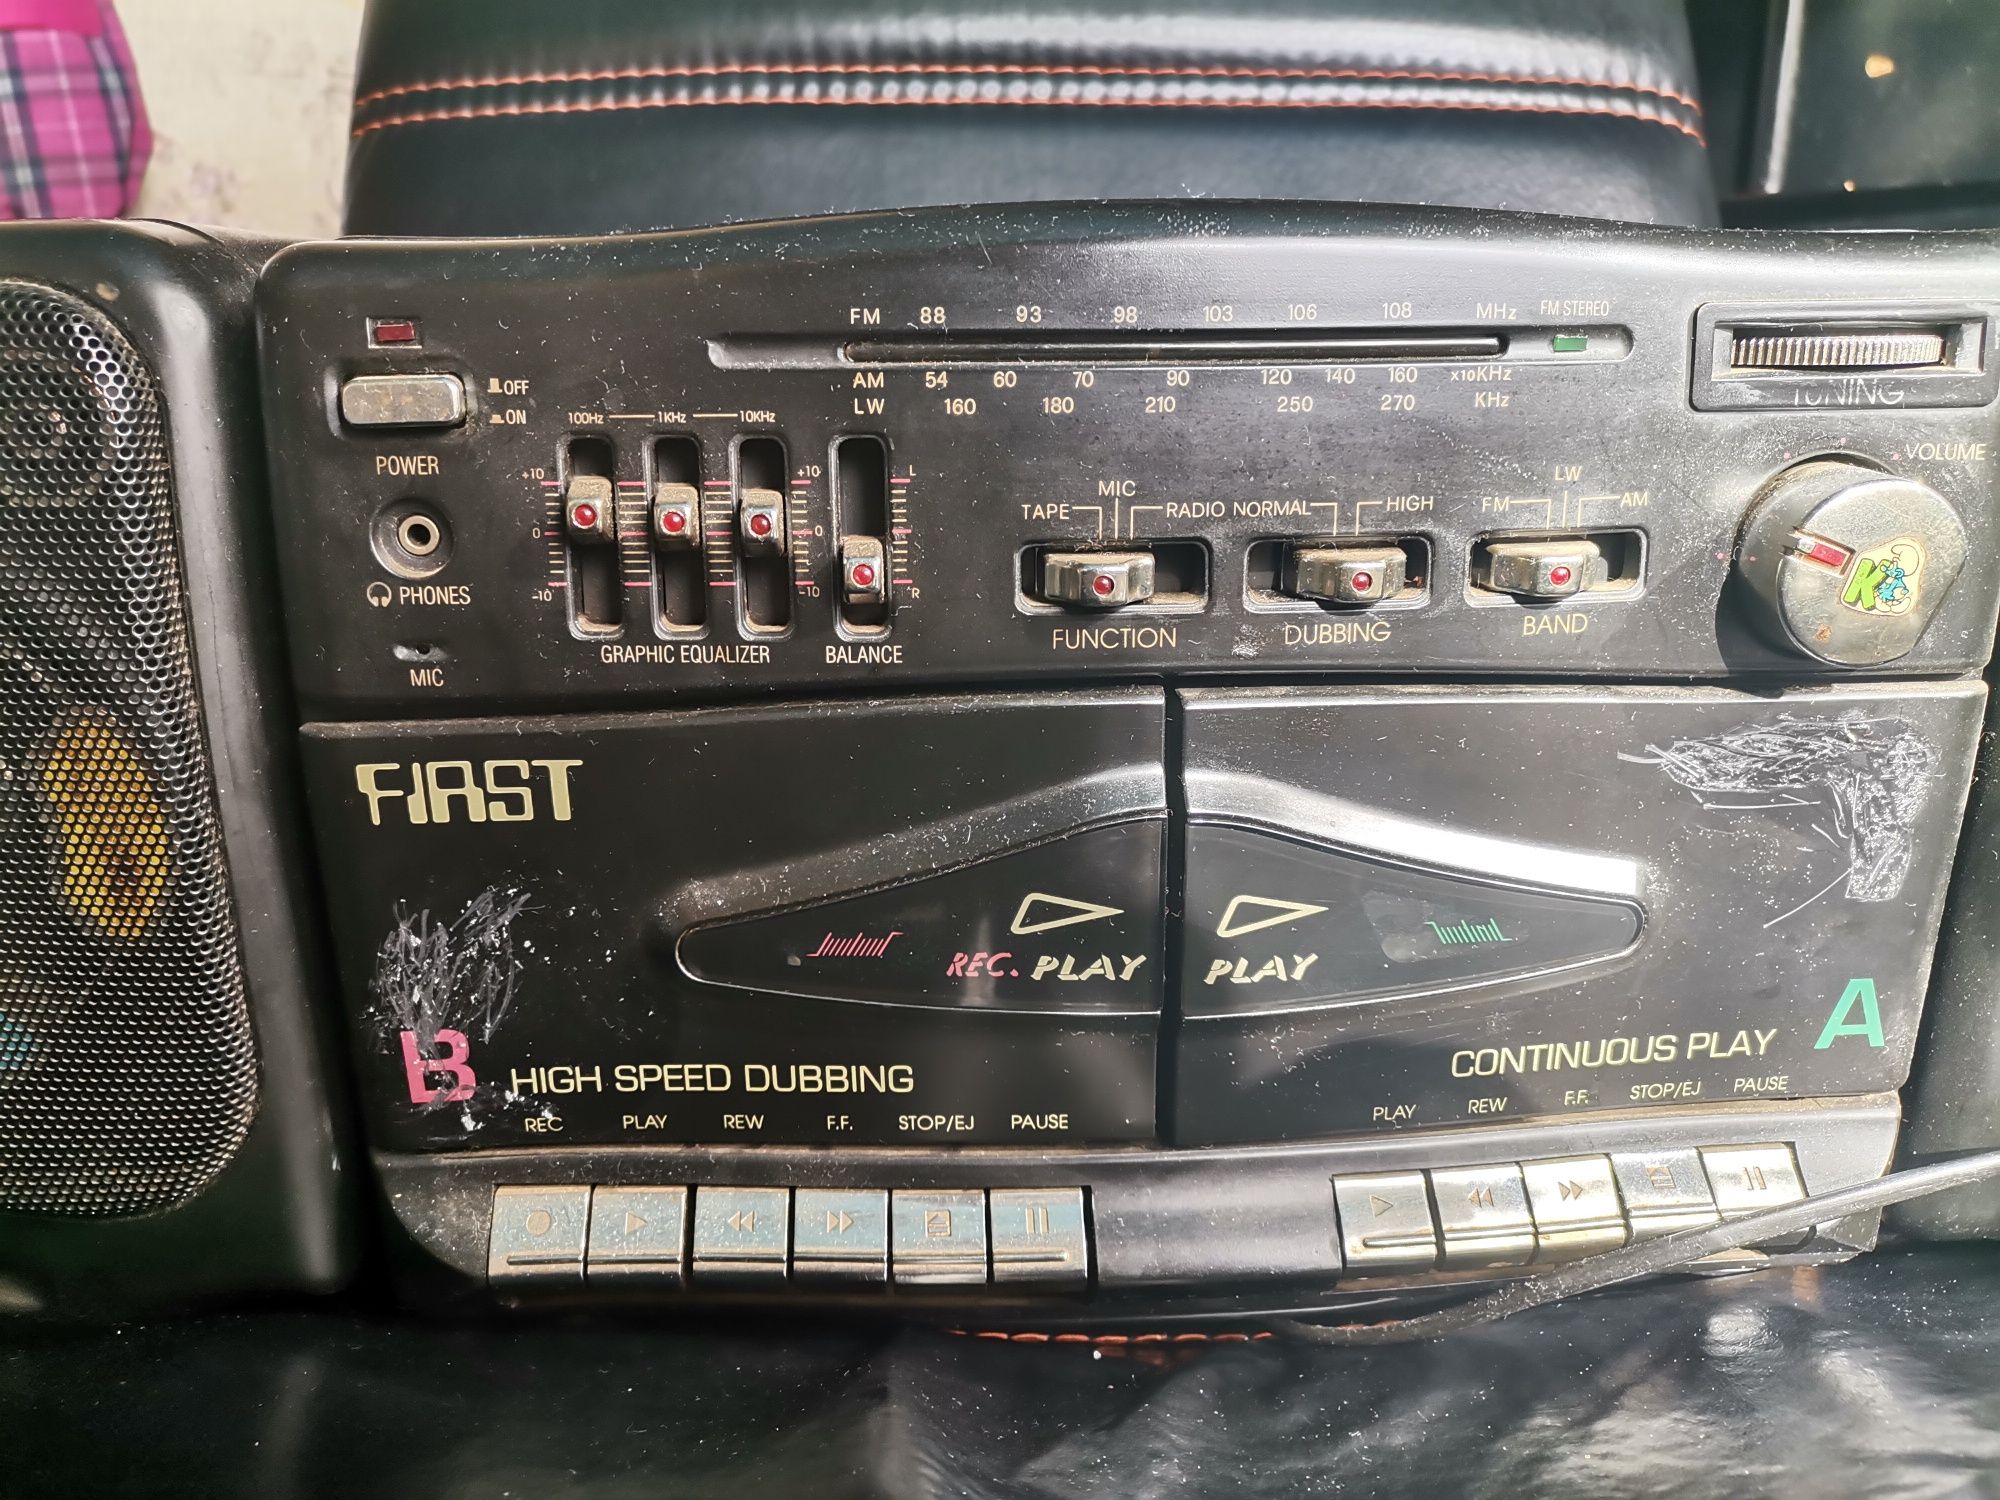 FM 88 93 98 103 106 108 MHz FM STEREO
AM 54 60 70 90 120 140 160 x10KHz
LW 160 180 210 250 270 KHz
TUNING
OFF
ON
POWER
PHONES
MIC
100Hz 1KHz 10KHz
+10 +10 L
0 0
-10 -10 R
GRAPHIC EQUALIZER BALANCE
TAPE MIC RADIO
FUNCTION
NORMAL HIGH
DUBBING
FM LW AM
BAND
VOLUME
K
FIRST
REC. PLAY
PLAY
B HIGH SPEED DUBBING
REC PLAY REW F.F. STOP/EJ PAUSE
CONTINUOUS PLAY A
PLAY REW F.F. STOP/EJ PAUSE